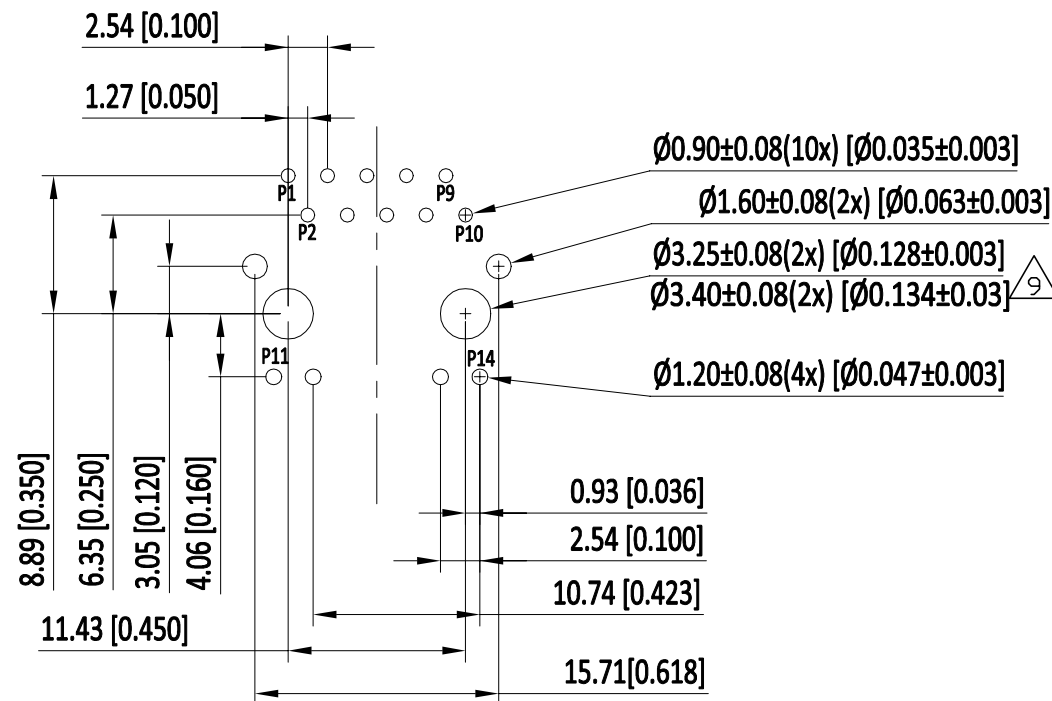 2.54 [0.100]
1.27 [0.050]
Ø0.90±0.08(10x) [Ø0.035±0.003]
P1
P9
Ø1.60±0.08(2x) [Ø0.063±0.003]
P2
P10
Ø3.25±0.08(2x) [Ø0.128±0.003]
Ø3.40±0.08(2x) [Ø0.134±0.03]
9
P11
P14
Ø1.20±0.08(4x) [Ø0.047±0.003]
8.89 [0.350]
6.35 [0.250]
3.05 [0.120]
4.06 [0.160]
0.93 [0.036]
2.54 [0.100]
10.74 [0.423]
11.43 [0.450]
15.71[0.618]